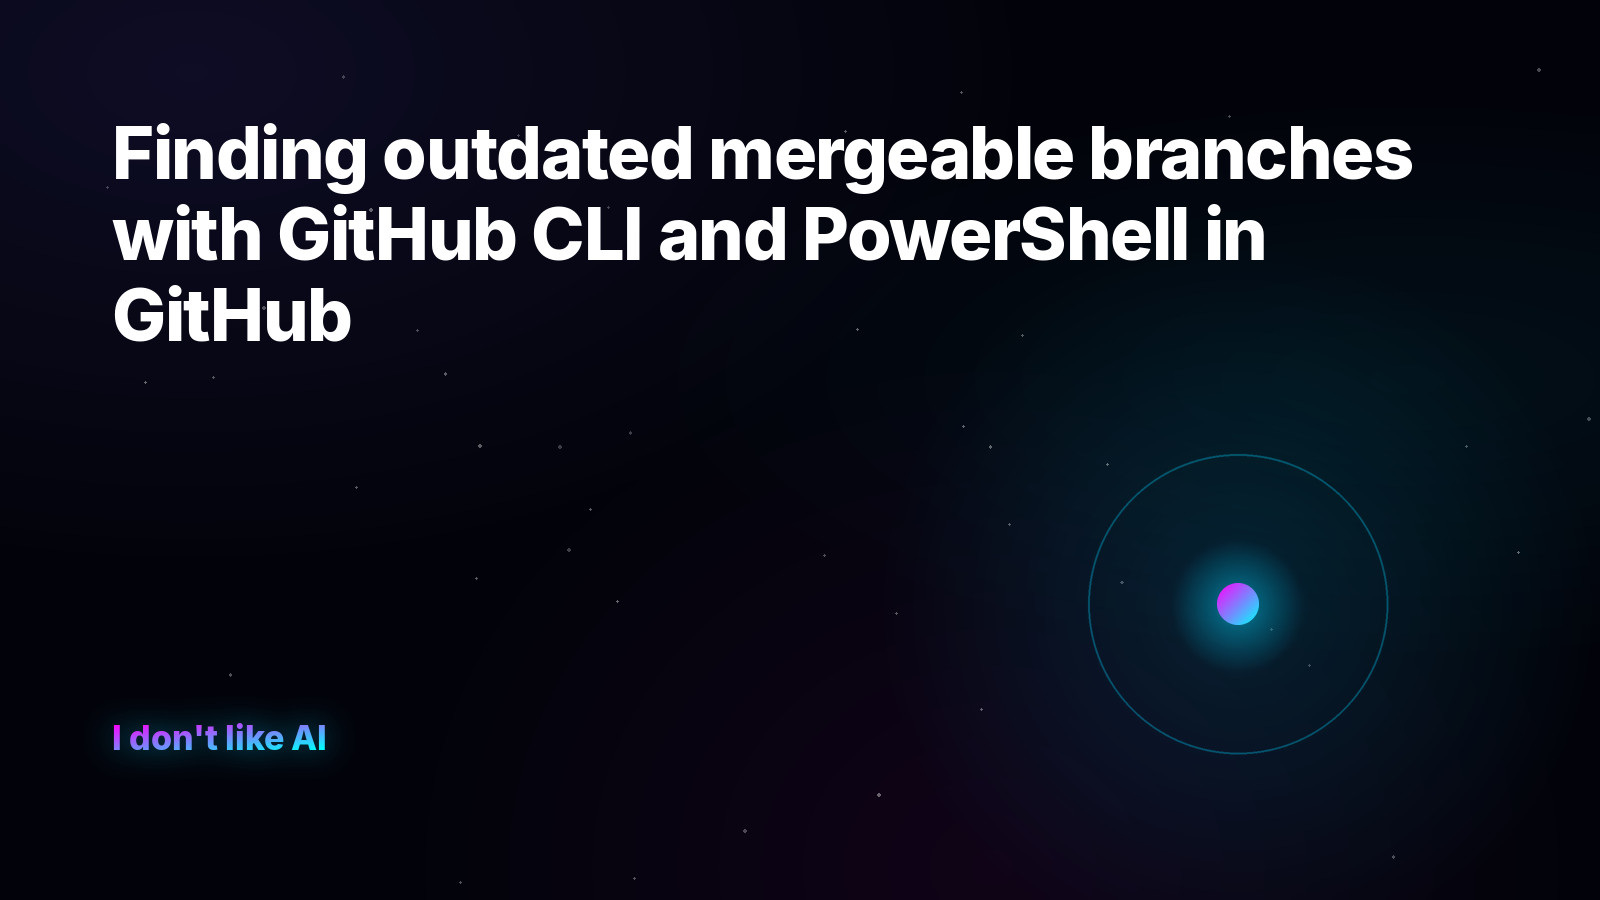 Finding outdated mergeable branches
with GitHub CLI and PowerShell in
GitHub
I don't like AI